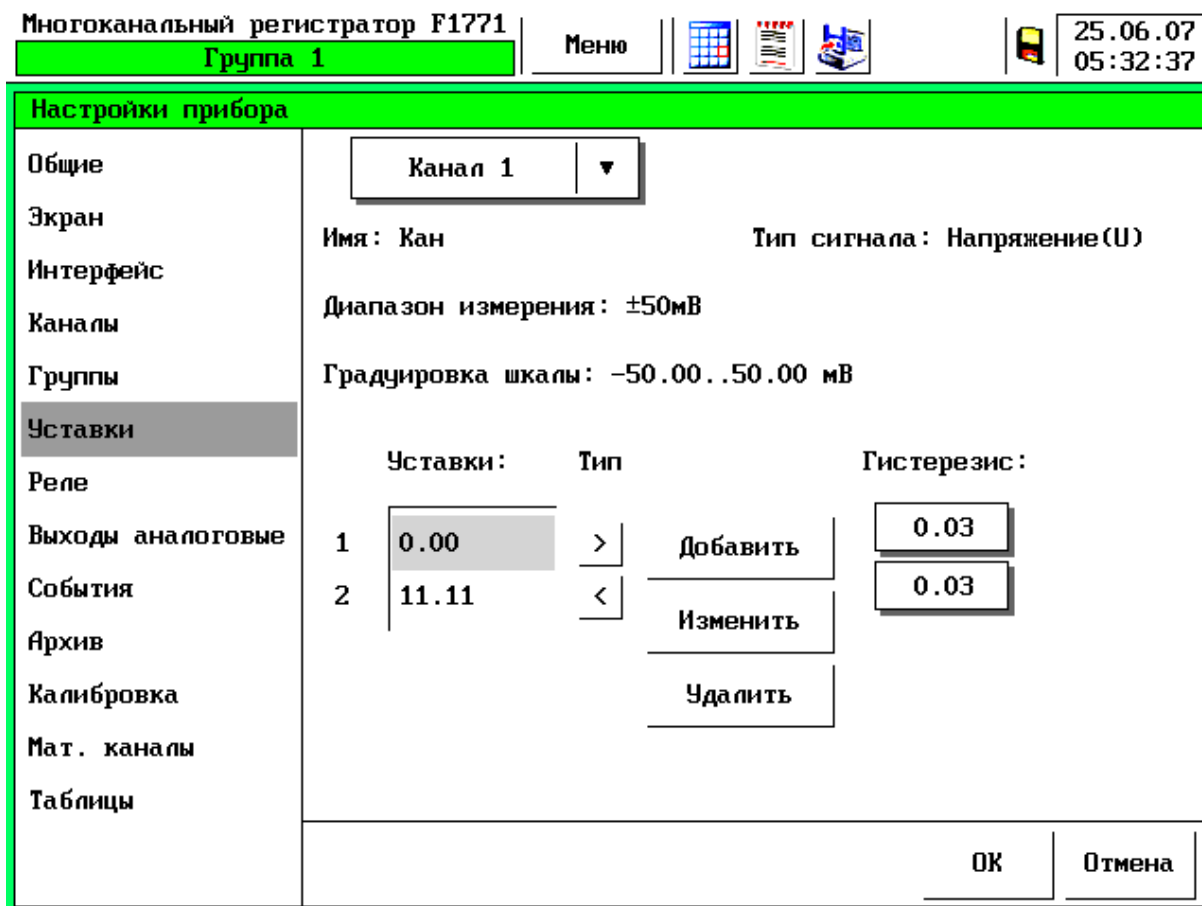 Многоканальный регистратор F1771
Группа 1
Меню
25.06.07
05:32:37
Настройки прибора
Общие
Экран
Интерфейс
Каналы
Группы
Уставки
Реле
Выходы аналоговые
События
Архив
Калибровка
Мат. каналы
Таблицы
Канал 1 ▼
Имя: Кан Тип сигнала: Напряжение(U)
Диапазон измерения: ±50мВ
Градуировка шкалы: -50.00..50.00 мВ
Уставки: Тип Гистерезис:
1 0.00 > Добавить 0.03
2 11.11 < 0.03
Изменить
Удалить
ОК Отмена